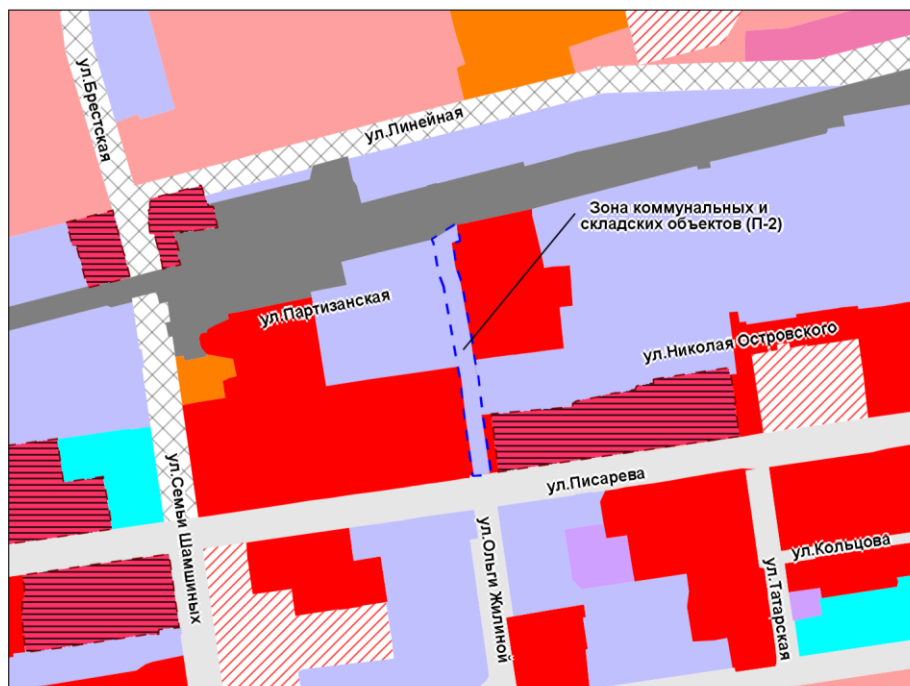 ул.Брестская
ул.Линейная
Зона коммунальных и
складских объектов (П-2)
ул.Партизанская
ул.Николая Островского
ул.Писарева
ул.Семьи Шамшиных
ул.Ольги Жилиной
ул.Кольцова
ул.Татарская